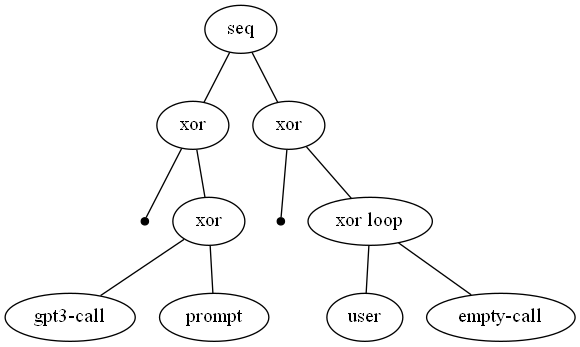 seq
xor xor
xor xor loop
gpt3-call prompt user empty-call